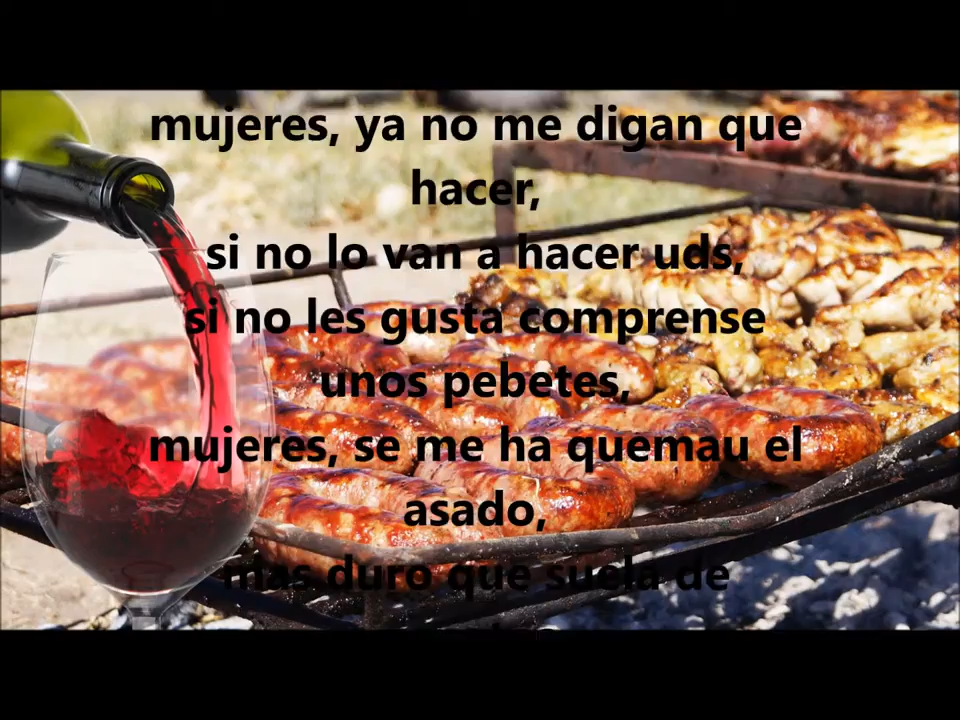 mujeres, ya no me digan que
hacer,
si no lo van a hacer uds,
si no les gusta comprense
unos pebetes,
mujeres, se me ha quemau el
asado,
mas duro que suela de